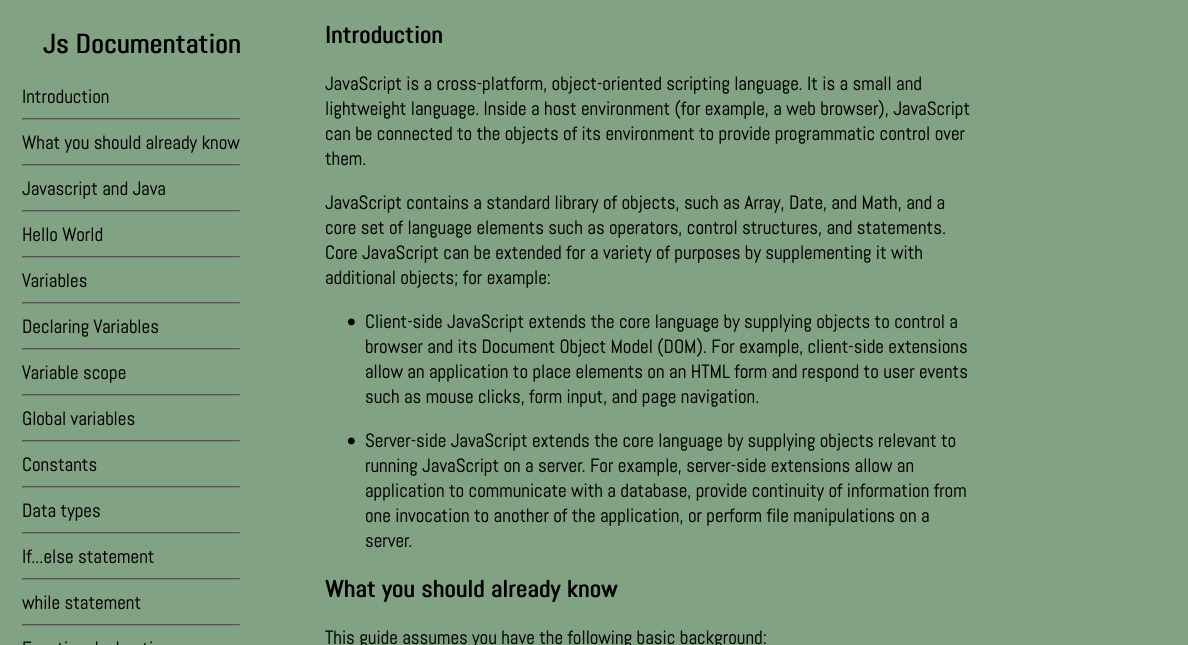 Js Documentation
Introduction
What you should already know
Javascript and Java
Hello World
Variables
Declaring Variables
Variable scope
Global variables
Constants
Data types
If...else statement
while statement
Introduction
JavaScript is a cross-platform, object-oriented scripting language. It is a small and
lightweight language. Inside a host environment (for example, a web browser), JavaScript
can be connected to the objects of its environment to provide programmatic control over
them.
JavaScript contains a standard library of objects, such as Array, Date, and Math, and a
core set of language elements such as operators, control structures, and statements.
Core JavaScript can be extended for a variety of purposes by supplementing it with
additional objects; for example:
• Client-side JavaScript extends the core language by supplying objects to control a
browser and its Document Object Model (DOM). For example, client-side extensions
allow an application to place elements on an HTML form and respond to user events
such as mouse clicks, form input, and page navigation.
• Server-side JavaScript extends the core language by supplying objects relevant to
running JavaScript on a server. For example, server-side extensions allow an
application to communicate with a database, provide continuity of information from
one invocation to another of the application, or perform file manipulations on a
server.
What you should already know
This guide assumes you have the following basic background: